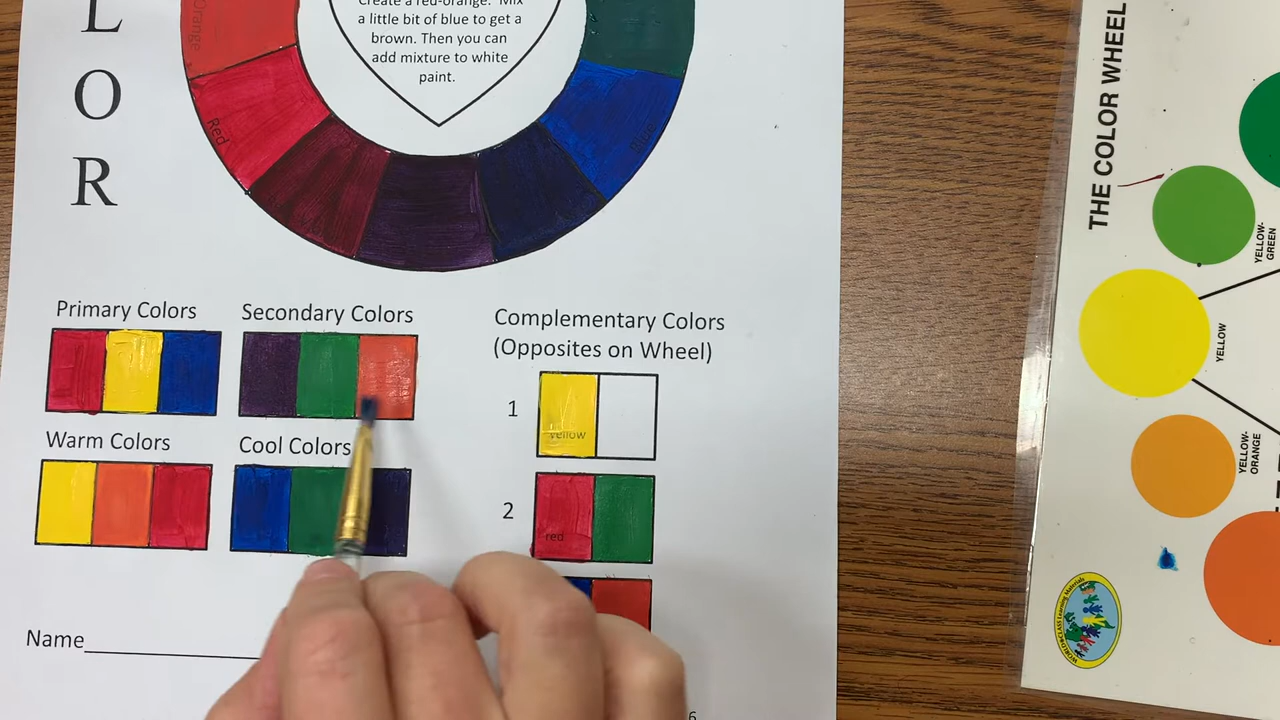 L
O
R
Orange
Red
Blue
Create a red-orange. Mix
a little bit of blue to get a
brown. Then you can
add mixture to white
paint.
Primary Colors
Secondary Colors
Warm Colors
Cool Colors
Complementary Colors
(Opposites on Wheel)
1
yellow
2
red
Name
6
THE COLOR WHEEL
YELLOW-
GREEN
YELLOW
YELLOW-
ORANGE